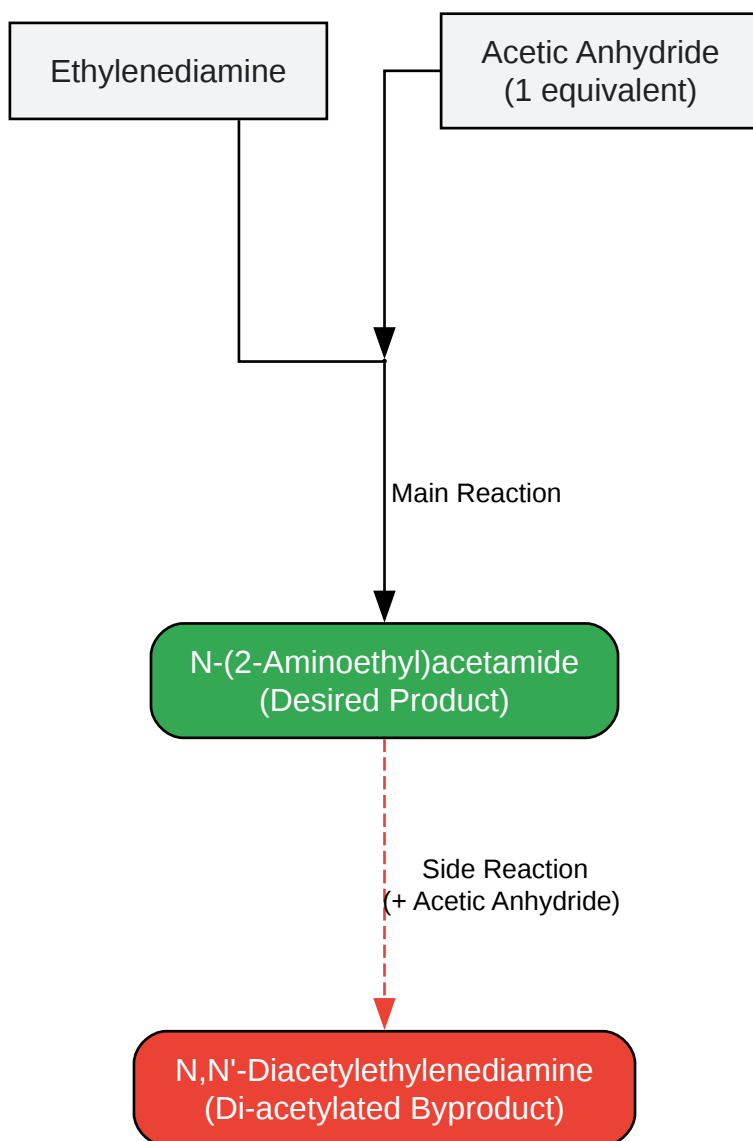 Ethylenediamine
Acetic Anhydride
(1 equivalent)
Main Reaction
N-(2-Aminoethyl)acetamide
(Desired Product)
Side Reaction
(+ Acetic Anhydride)
N,N'-Diacetylethylenediamine
(Di-acetylated Byproduct)